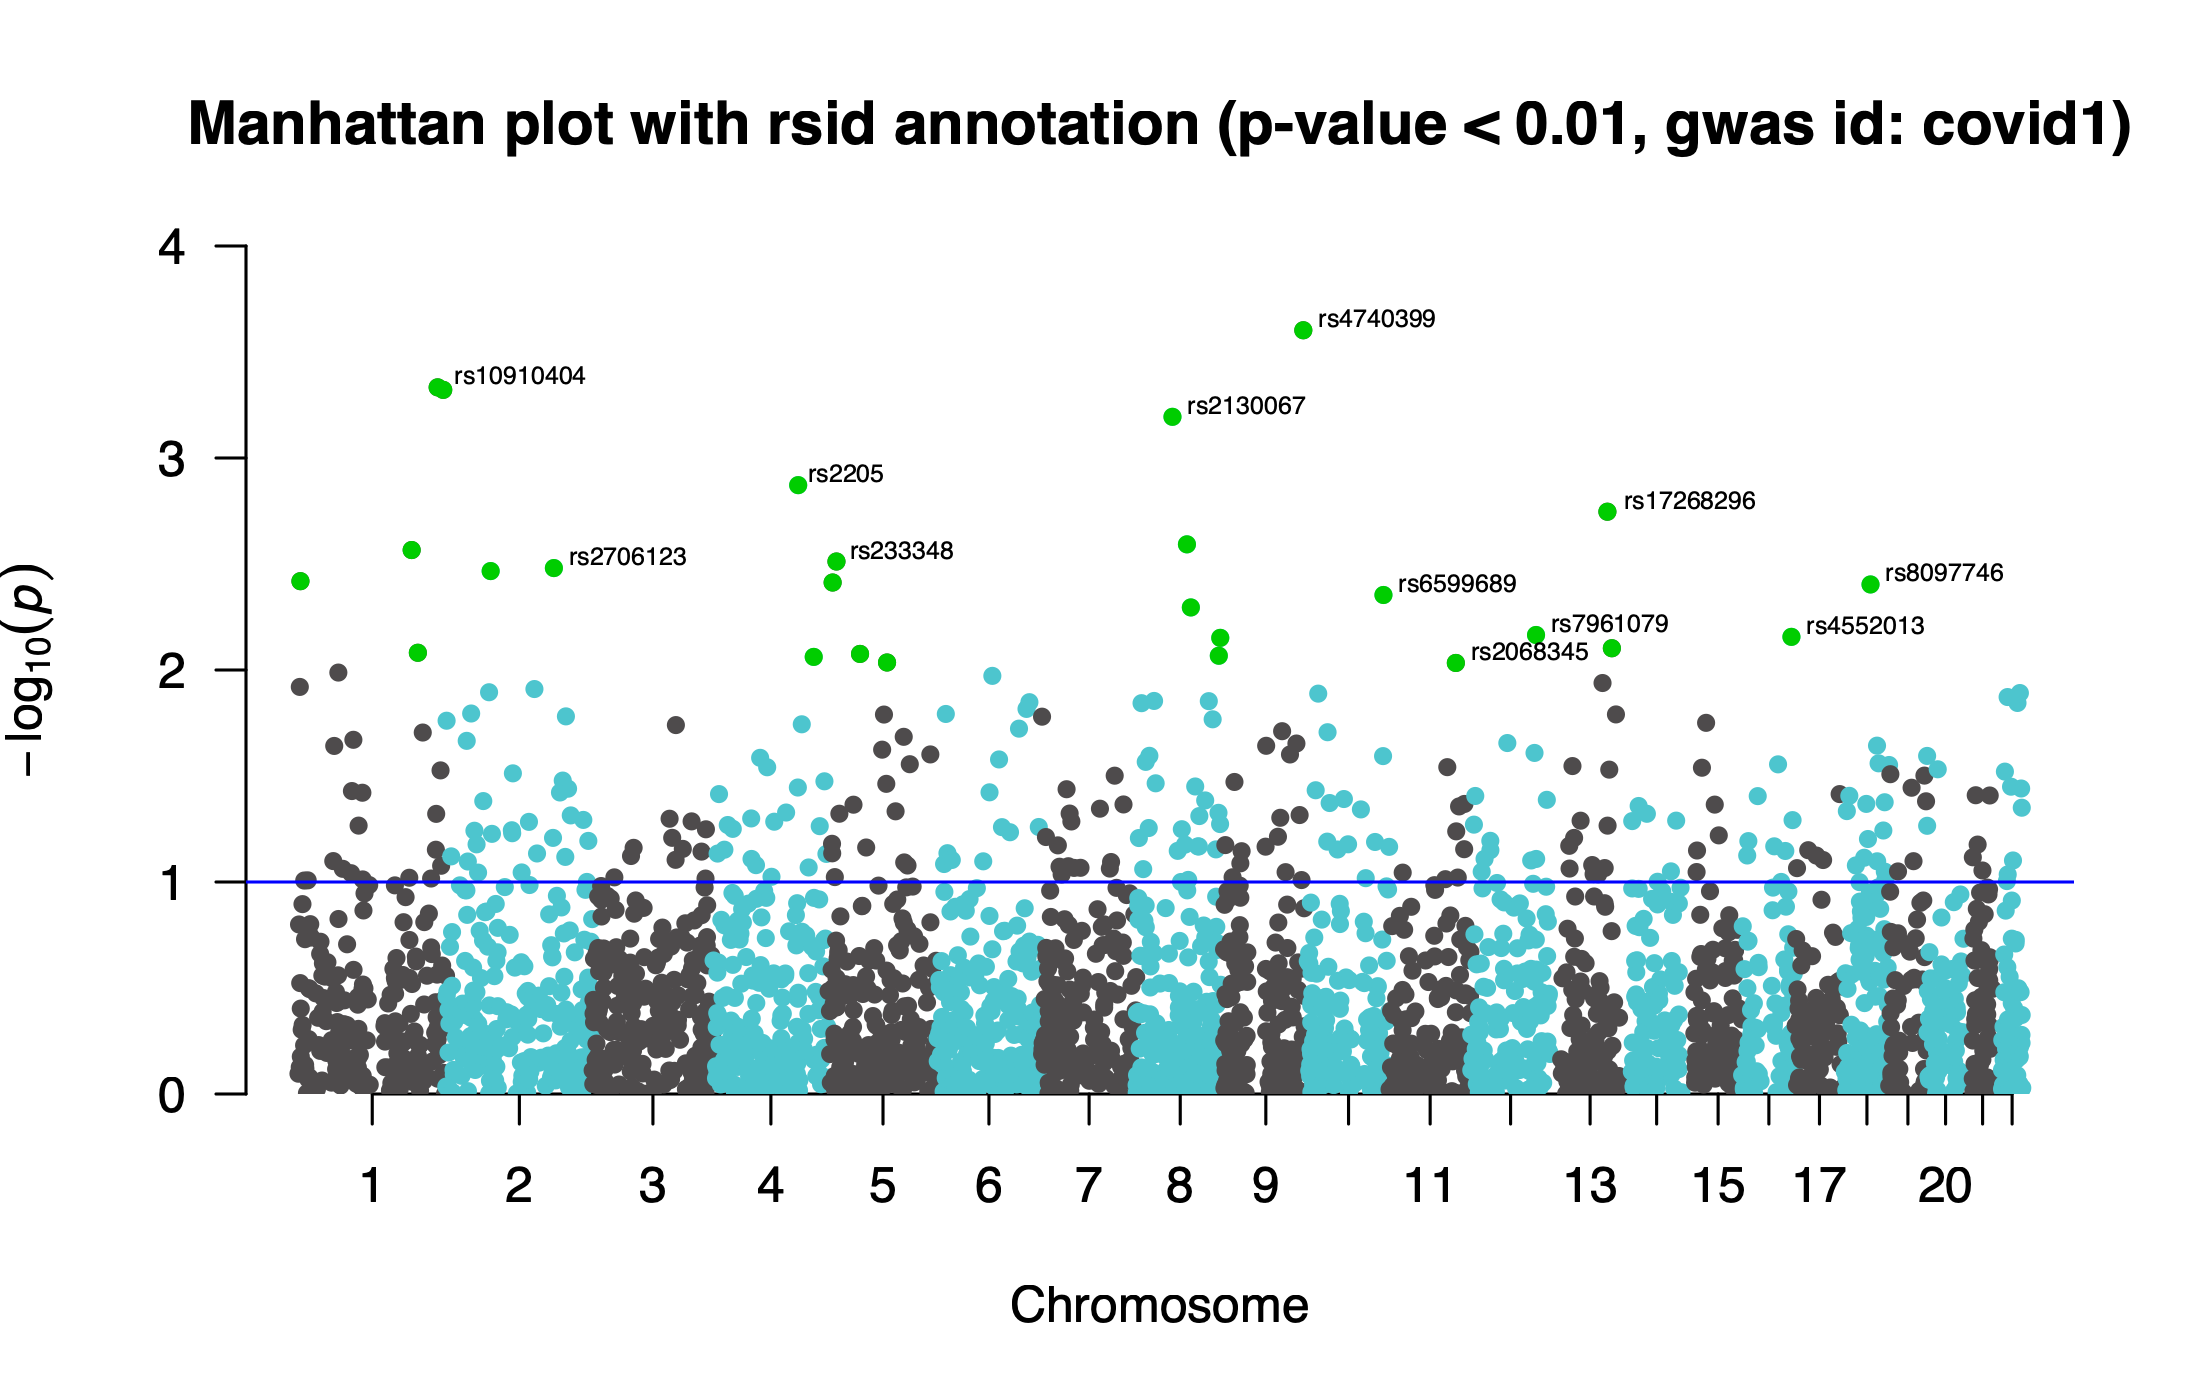 Manhattan plot with rsid annotation (p-value < 0.01, gwas id: covid1)
4
3
2
1
0
−log10(p)
rs4740399
rs10910404
rs2130067
rs2205
rs17268296
rs233348
rs2706123
rs8097746
rs6599689
rs7961079
rs4552013
rs2068345
1 2 3 4 5 6 7 8 9 11 13 15 17 20
Chromosome